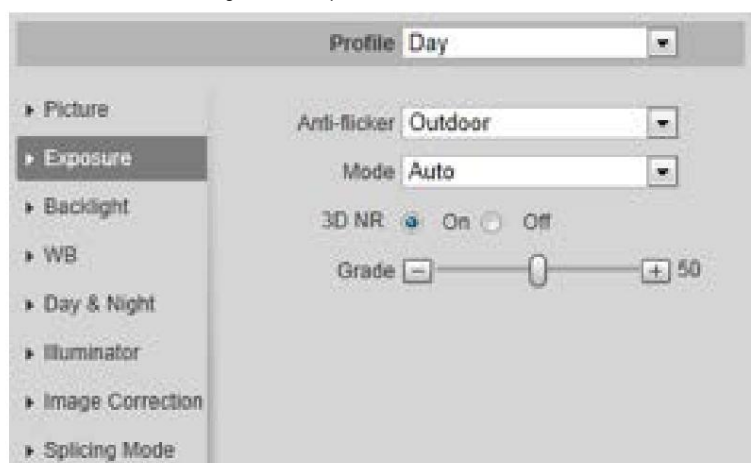 Profile Day
Picture
Exposure
Backlight
WB
Day & Night
Illuminator
Image Correction
Splicing Mode
Anti-flicker Outdoor
Mode Auto
3D NR On Off
Grade 50